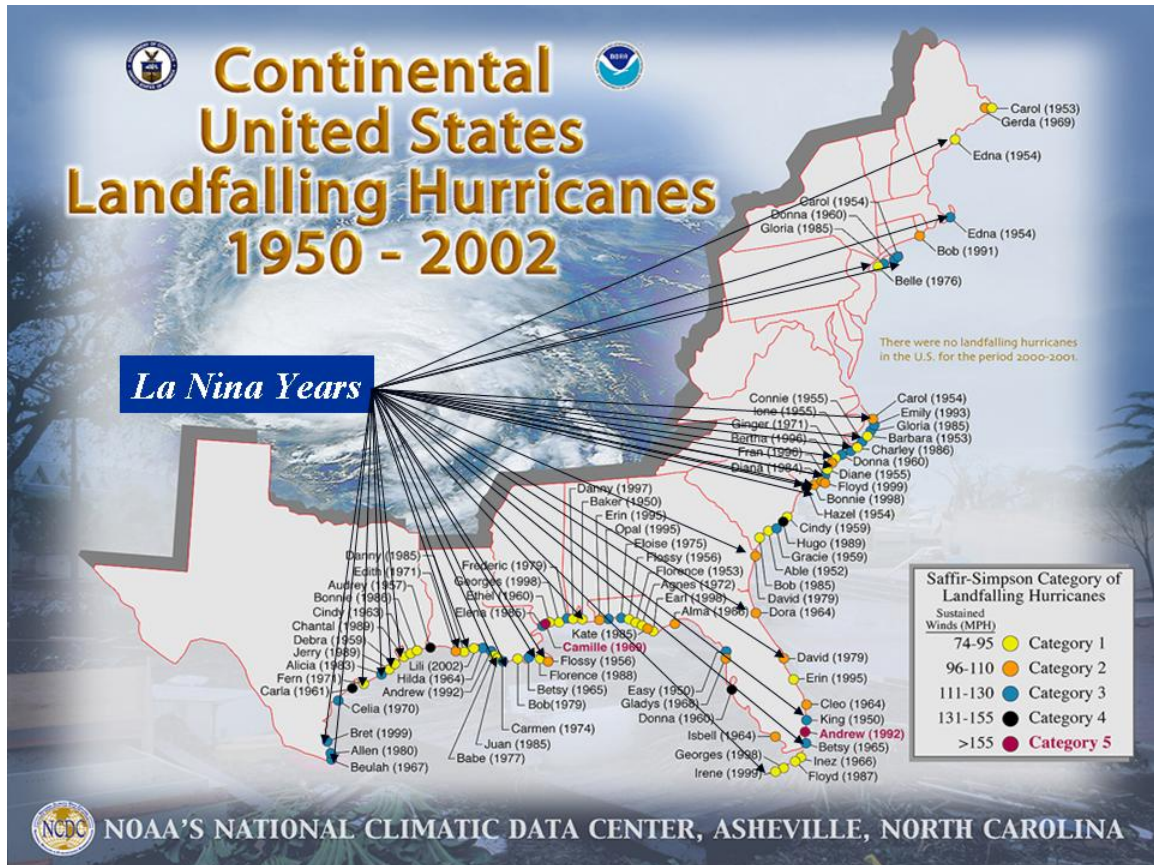 Continental
United States
Landfalling Hurricanes
1950 - 2002
NOAA
La Nina Years
Carol (1953)
Gerda (1969)
Edna (1954)
Carol (1954)
Donna (1960)
Gloria (1985)
Edna (1954)
Bob (1991)
Belle (1976)
There were no landfalling hurricanes
in the U.S. for the period 2000-2001.
Connie (1955)
Ione (1955)
Ginger (1971)
Bertha (1996)
Fran (1996)
Diana (1984)
Carol (1954)
Emily (1993)
Gloria (1985)
Barbara (1953)
Charley (1986)
Donna (1960)
Diane (1955)
Floyd (1999)
Bonnie (1998)
Hazel (1954)
Cindy (1959)
Hugo (1989)
Gracie (1959)
Able (1952)
Bob (1985)
David (1979)
Dora (1964)
Danny (1997)
Baker (1950)
Erin (1995)
Opal (1995)
Eloise (1975)
Flossy (1956)
Florence (1953)
Agnes (1972)
Earl (1998)
Alma (1966)
Frederic (1979)
Georges (1998)
Ethel (1960)
Elena (1985)
Kate (1985)
Camille (1969)
Danny (1985)
Edith (1971)
Audrey (1957)
Bonnie (1986)
Cindy (1963)
Chantal (1989)
Debra (1959)
Jerry (1989)
Alicia (1983)
Fern (1971)
Carla (1961)
Celia (1970)
Bret (1999)
Allen (1980)
Beulah (1967)
Lili (2002)
Hilda (1964)
Andrew (1992)
Flossy (1956)
Florence (1988)
Betsy (1965)
Bob(1979)
Carmen (1974)
Juan (1985)
Babe (1977)
Easy (1950)
Gladys (1968)
Donna (1960)
Isbell (1964)
Georges (1998)
Irene (1999)
David (1979)
Erin (1995)
Cleo (1964)
King (1950)
Andrew (1992)
Betsy (1965)
Inez (1966)
Floyd (1987)
Saffir-Simpson Category of
Landfalling Hurricanes
Sustained
Winds (MPH)
74-95 Category 1
96-110 Category 2
111-130 Category 3
131-155 Category 4
>155 Category 5
NCDC
NOAA'S NATIONAL CLIMATIC DATA CENTER, ASHEVILLE, NORTH CAROLINA